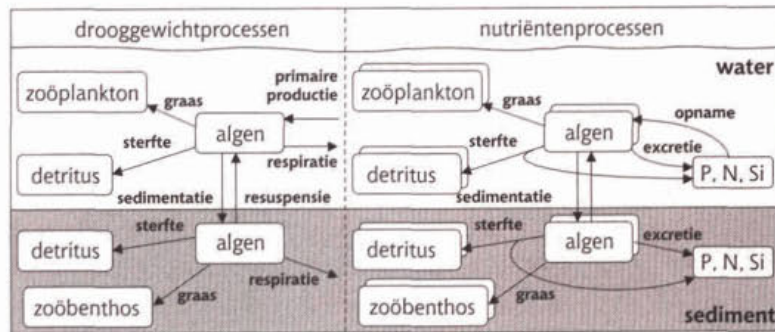 drooggewichtprocessen
nutriëntenprocessen
water
zoöplankton
graas
primaire
productie
algen
sterfte
respiratie
detritus
sedimentatie
resuspensie
zoöplankton
graas
opname
algen
sterfte
excretie
detritus
P, N, Si
sedimentatie
sterfte
detritus
algen
respiratie
zoöbenthos
graas
sterfte
excretie
detritus
algen
P, N, Si
zoöbenthos
graas
sediment